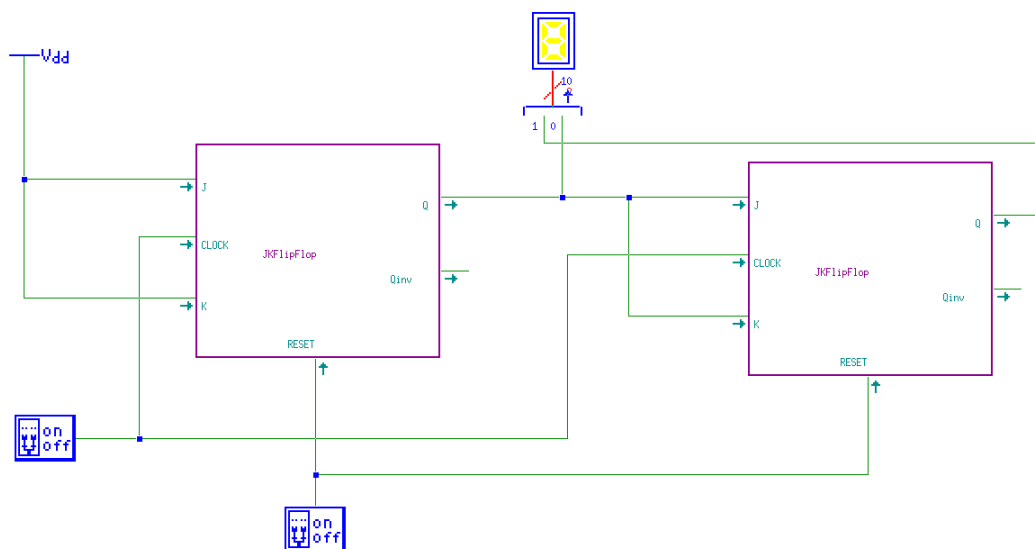 Vdd
10
1 0
J
Q
CLOCK
JKFlipFlop
Qinv
K
RESET
J
Q
CLOCK
JKFlipFlop
Qinv
K
RESET
on
off
on
off